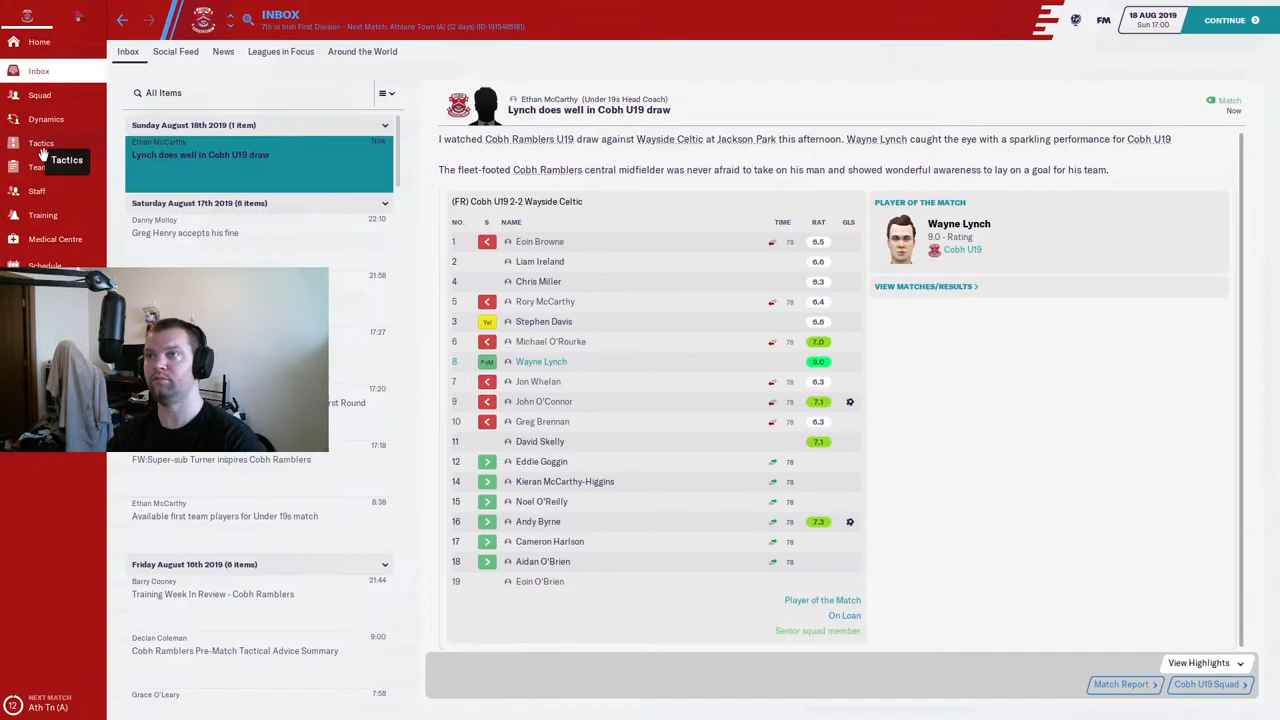 INBOX
7th in Irish First Division - Next Match: Athlone Town (A) (12 days) (ID:1915485181)
FM
18 AUG 2019
Sun 17:00
CONTINUE
Home
Inbox
Squad
Dynamics
Tactics
Tactics
Staff
Training
Medical Centre
Schedule
NEXT MATCH
12
Ath Tn (A)
Inbox
Social Feed
News
Leagues in Focus
Around the World
All Items
Sunday August 18th 2019 (1 item)
Ethan McCarthy
Now
Lynch does well in Cobh U19 draw
Saturday August 17th 2019 (6 items)
Danny Molloy
22:10
Greg Henry accepts his fine
21:58
17:27
17:20
rst Round
17:18
FW:Super-sub Turner inspires Cobh Ramblers
Ethan McCarthy
8:38
Available first team players for Under 19s match
Friday August 16th 2019 (6 items)
Barry Cooney
21:44
Training Week In Review - Cobh Ramblers
Declan Coleman
9:00
Cobh Ramblers Pre-Match Tactical Advice Summary
Grace O'Leary
7:58
Ethan McCarthy (Under 19s Head Coach)
Lynch does well in Cobh U19 draw
Match
Now
I watched Cobh Ramblers U19 draw against Wayside Celtic at Jackson Park this afternoon. Wayne Lynch caught the eye with a sparkling performance for Cobh U19
The fleet-footed Cobh Ramblers central midfielder was never afraid to take on his man and showed wonderful awareness to lay on a goal for his team.
(FR) Cobh U19 2-2 Wayside Celtic
NO. S NAME TIME RAT GLS
1 Eoin Browne 78 6.5
2 Liam Ireland 6.6
4 Chris Miller 6.3
5 Rory McCarthy 78 6.4
3 Yel Stephen Davis 6.6
6 Michael O'Rourke 78 7.0
8 PoM Wayne Lynch 9.0
7 Jon Whelan 78 6.3
9 John O'Connor 78 7.1
10 Greg Brennan 78 6.3
11 David Skelly 7.1
12 Eddie Goggin 78
14 Kieran McCarthy-Higgins 78
15 Noel O'Reilly 78
16 Andy Byrne 78 7.3
17 Cameron Harlson 78
18 Aidan O'Brien 78
19 Eoin O'Brien
Player of the Match
On Loan
Senior squad member
PLAYER OF THE MATCH
Wayne Lynch
9.0 - Rating
Cobh U19
VIEW MATCHES/RESULTS >
View Highlights
Match Report >
Cobh U19 Squad >